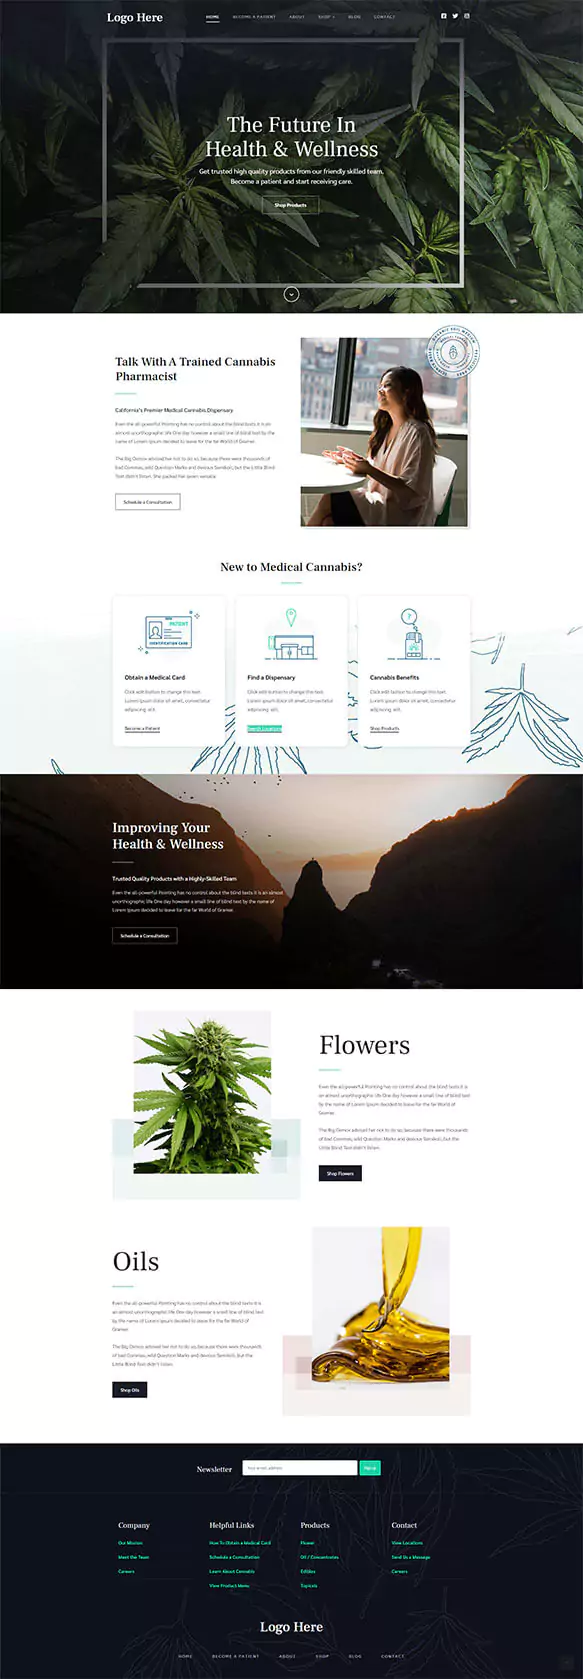 Logo Here
HOME BECOME A PATIENT ABOUT SHOP BLOG CONTACT
The Future In
Health & Wellness
Get trusted high quality products from our friendly skilled team.
Become a patient and start receiving care.
Shop Products
Talk With A Trained Cannabis
Pharmacist
California's Premier Medical Cannabis Dispensary
Even the all-powerful Pointing has no control about the blind texts it is an
almost unorthographic life One day however a small line of blind text by the
name of Lorem Ipsum decided to leave for the far World of Gramer.
The Big Oxmox advised her not to do so, because there were thousands
of bad Commas, wild Question Marks and devious Semikoli, but the Little Blind
Text didn't listen. She packed her seven versalia
Schedule a Consultation
New to Medical Cannabis?
PATIENT
IDENTIFICATION CARD
Obtain a Medical Card
Click edit button to change this text.
Lorem ipsum dolor sit amet, consectetur
adipiscing elit.
Become a Patient
Find a Dispensary
Click edit button to change this text.
Lorem ipsum dolor sit amet, consectetur
adipiscing elit.
Search Locations
Cannabis Benefits
Click edit button to change this text.
Lorem ipsum dolor sit amet, consectetur
adipiscing elit.
Shop Products
Improving Your
Health & Wellness
Trusted Quality Products with a Highly-Skilled Team
Even the all-powerful Pointing has no control about the blind texts it is an almost
unorthographic life One day however a small line of blind text by the name of
Lorem Ipsum decided to leave for the far World of Gramer.
Schedule a Consultation
Flowers
Even the all-powerful Pointing has no control about the blind texts it is
an almost unorthographic life One day however a small line of blind text
by the name of Lorem Ipsum decided to leave for the far World of
Gramer.
The Big Oxmox advised her not to do so, because there were thousands
of bad Commas, wild Question Marks and devious Semikoli, but the
Little Blind Text didn't listen.
Shop Flowers
Oils
Even the all-powerful Pointing has no control about the blind texts it is
an almost unorthographic life One day however a small line of blind text
by the name of Lorem Ipsum decided to leave for the far World of
Gramer.
The Big Oxmox advised her not to do so, because there were thousands
of bad Commas, wild Question Marks and devious Semikoli, but the
Little Blind Text didn't listen.
Shop Oils
Newsletter
Your email address
Sign up
Company
Our Mission
Meet the Team
Careers
Helpful Links
How To Obtain a Medical Card
Schedule a Consultation
Learn About Cannabis
View Product Menu
Products
Flower
Oil / Concentrates
Edibles
Topicals
Contact
View Locations
Send Us a Message
Careers
Logo Here
HOME BECOME A PATIENT ABOUT SHOP BLOG CONTACT